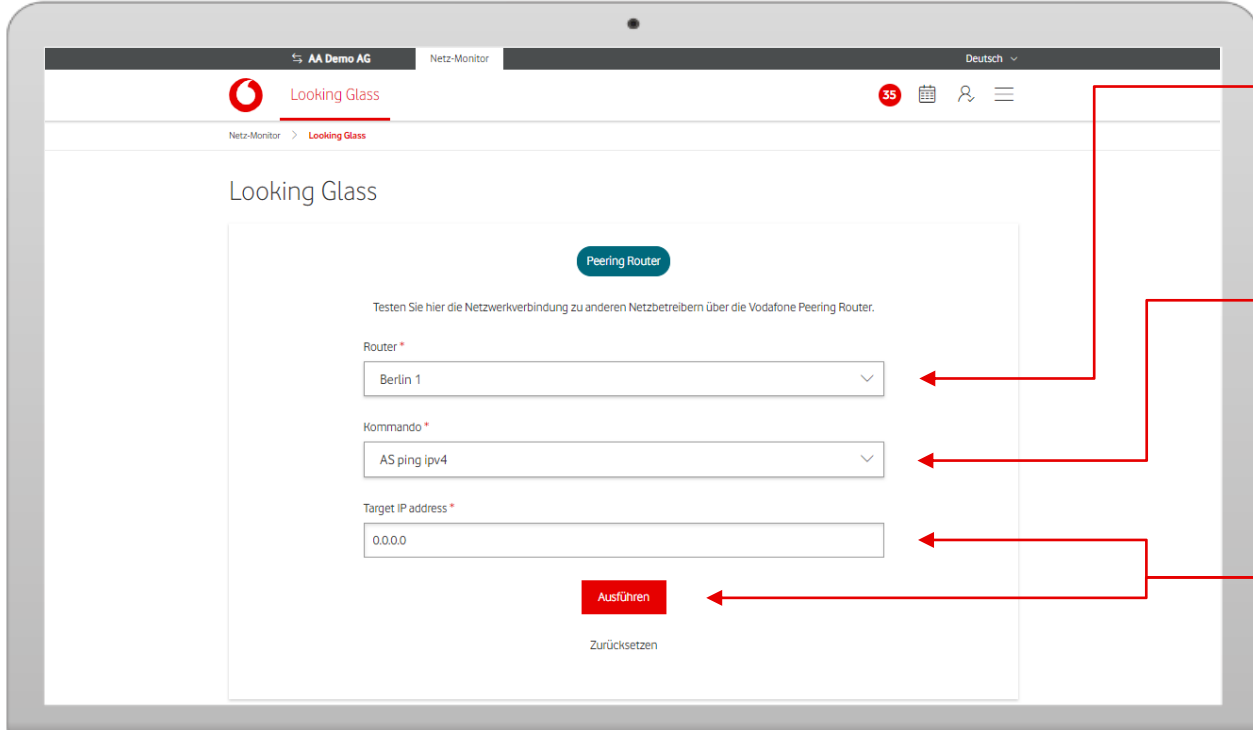 AA Demo AG Netz-Monitor Deutsch
Looking Glass 35
Netz-Monitor > Looking Glass
Looking Glass
Peering Router
Testen Sie hier die Netzwerkverbindung zu anderen Netzbetreibern über die Vodafone Peering Router.
Router *
Berlin 1
Kommando *
AS ping ipv4
Target IP address *
0.0.0.0
Ausführen
Zurücksetzen